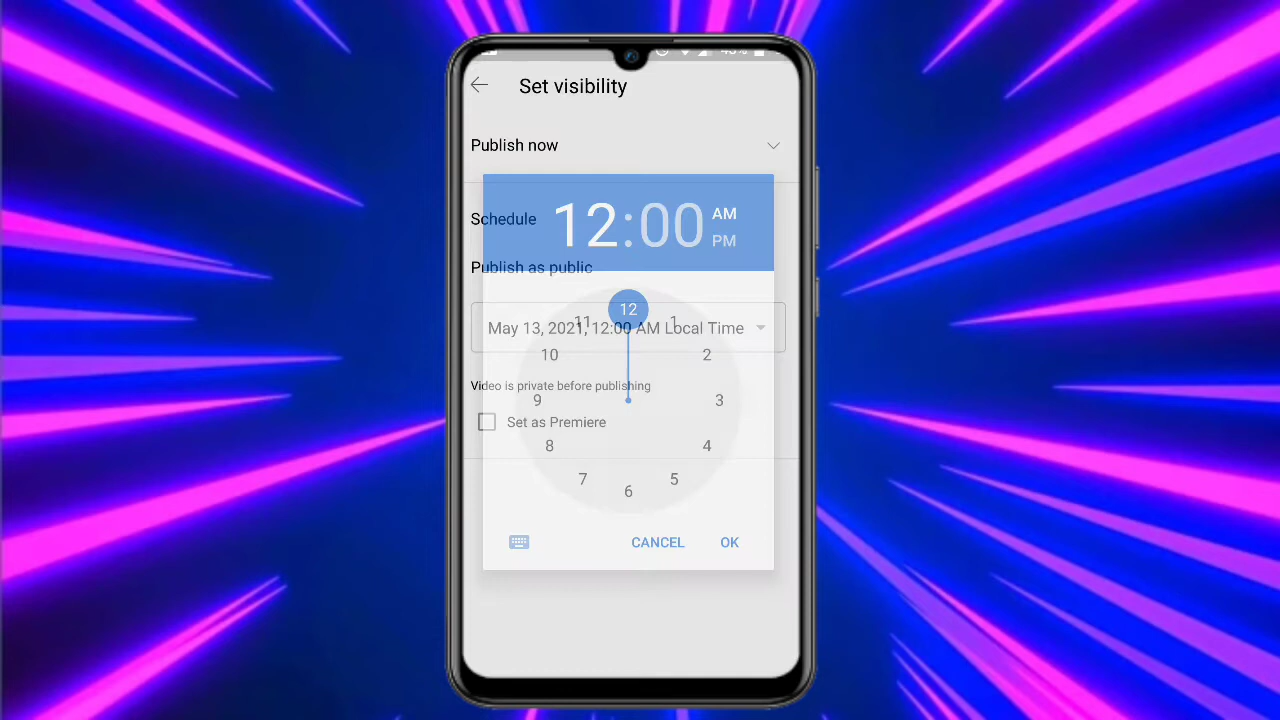 Set visibility
Publish now
Schedule
12:00
AM
PM
Publish as public
12
11
1
May 13, 2021, 12:00 AM Local Time
10
2
Video is private before publishing
9
3
Set as Premiere
8
4
7
5
6
CANCEL
OK